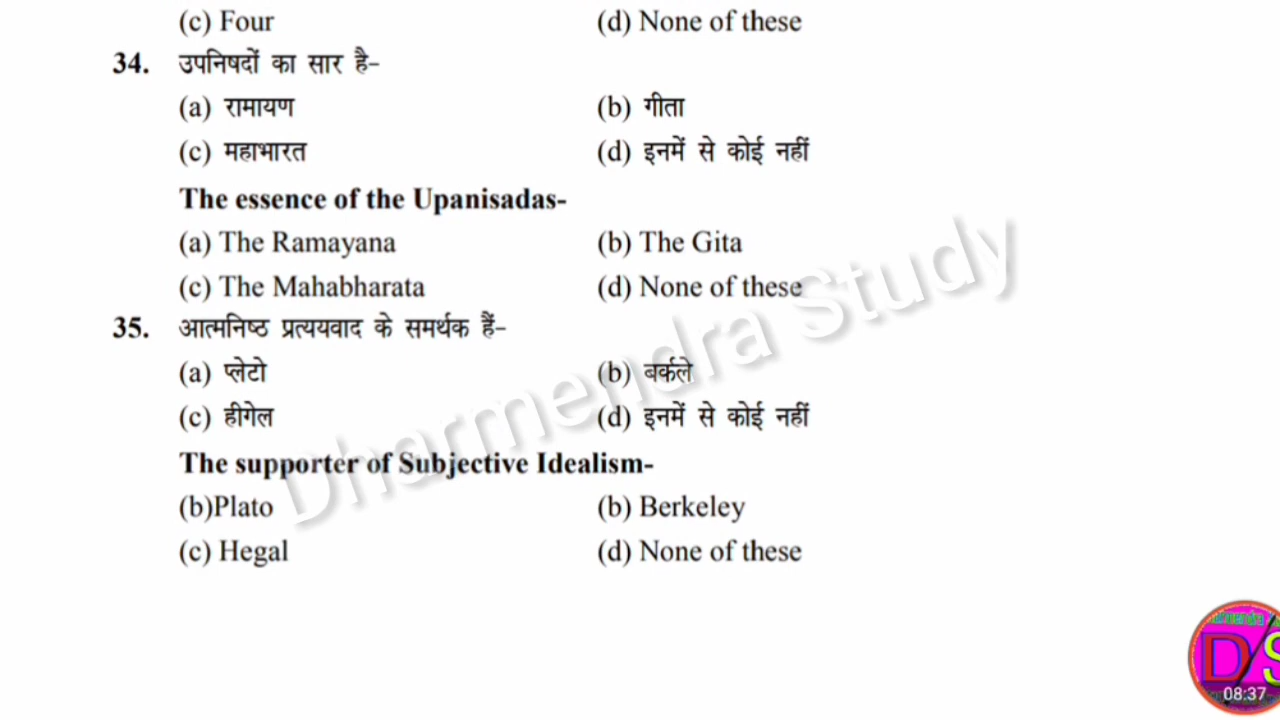 (c) Four (d) None of these
34. उपनिषदों का सार है-
(a) रामायण (b) गीता
(c) महाभारत (d) इनमें से कोई नहीं
The essence of the Upanisadas-
(a) The Ramayana (b) The Gita
(c) The Mahabharata (d) None of these
35. आत्मनिष्ठ प्रत्ययवाद के समर्थक हैं-
(a) प्लेटो (b) बर्कले
(c) हीगेल (d) इनमें से कोई नहीं
The supporter of Subjective Idealism-
(b)Plato (b) Berkeley
(c) Hegal (d) None of these
Dharmendra Study
D/S
08:37